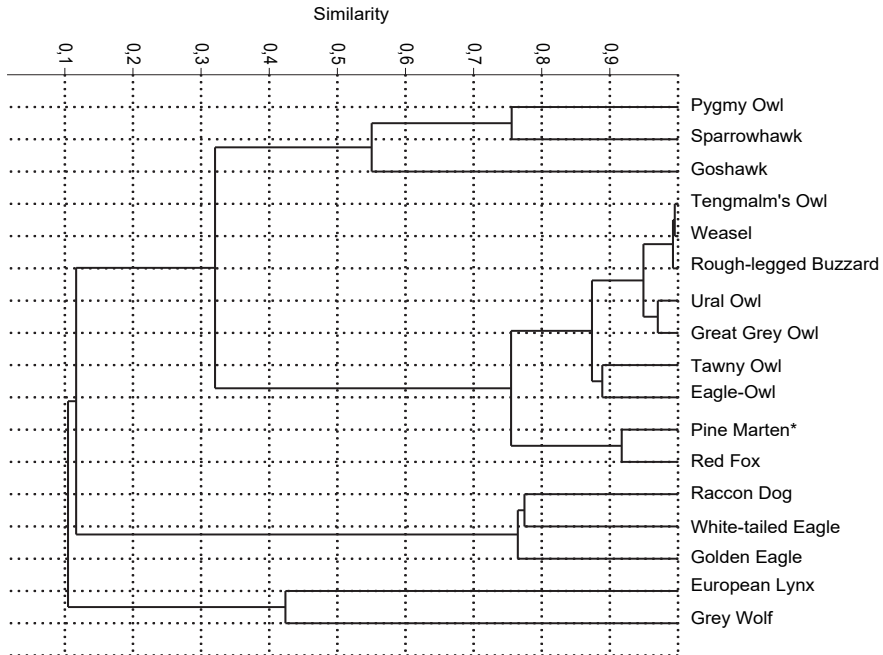 Similarity
0,1 0,2 0,3 0,4 0,5 0,6 0,7 0,8 0,9
Pygmy Owl
Sparrowhawk
Goshawk
Tengmalm's Owl
Weasel
Rough-legged Buzzard
Ural Owl
Great Grey Owl
Tawny Owl
Eagle-Owl
Pine Marten*
Red Fox
Raccon Dog
White-tailed Eagle
Golden Eagle
European Lynx
Grey Wolf